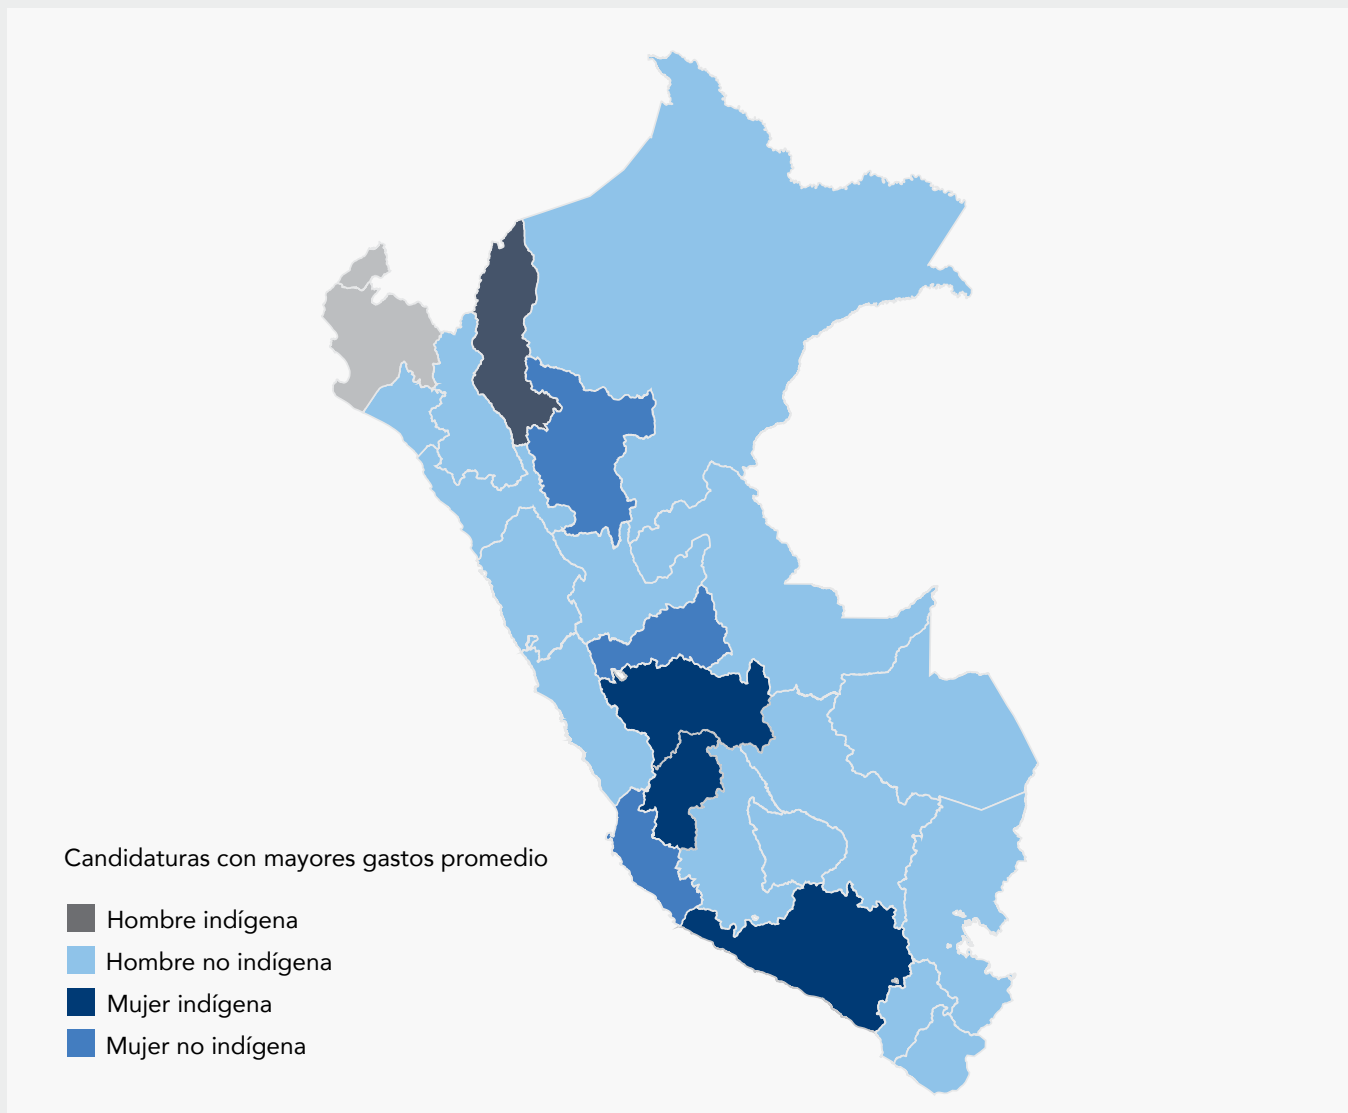 Candidaturas con mayores gastos promedio
Hombre indígena
Hombre no indígena
Mujer indígena
Mujer no indígena